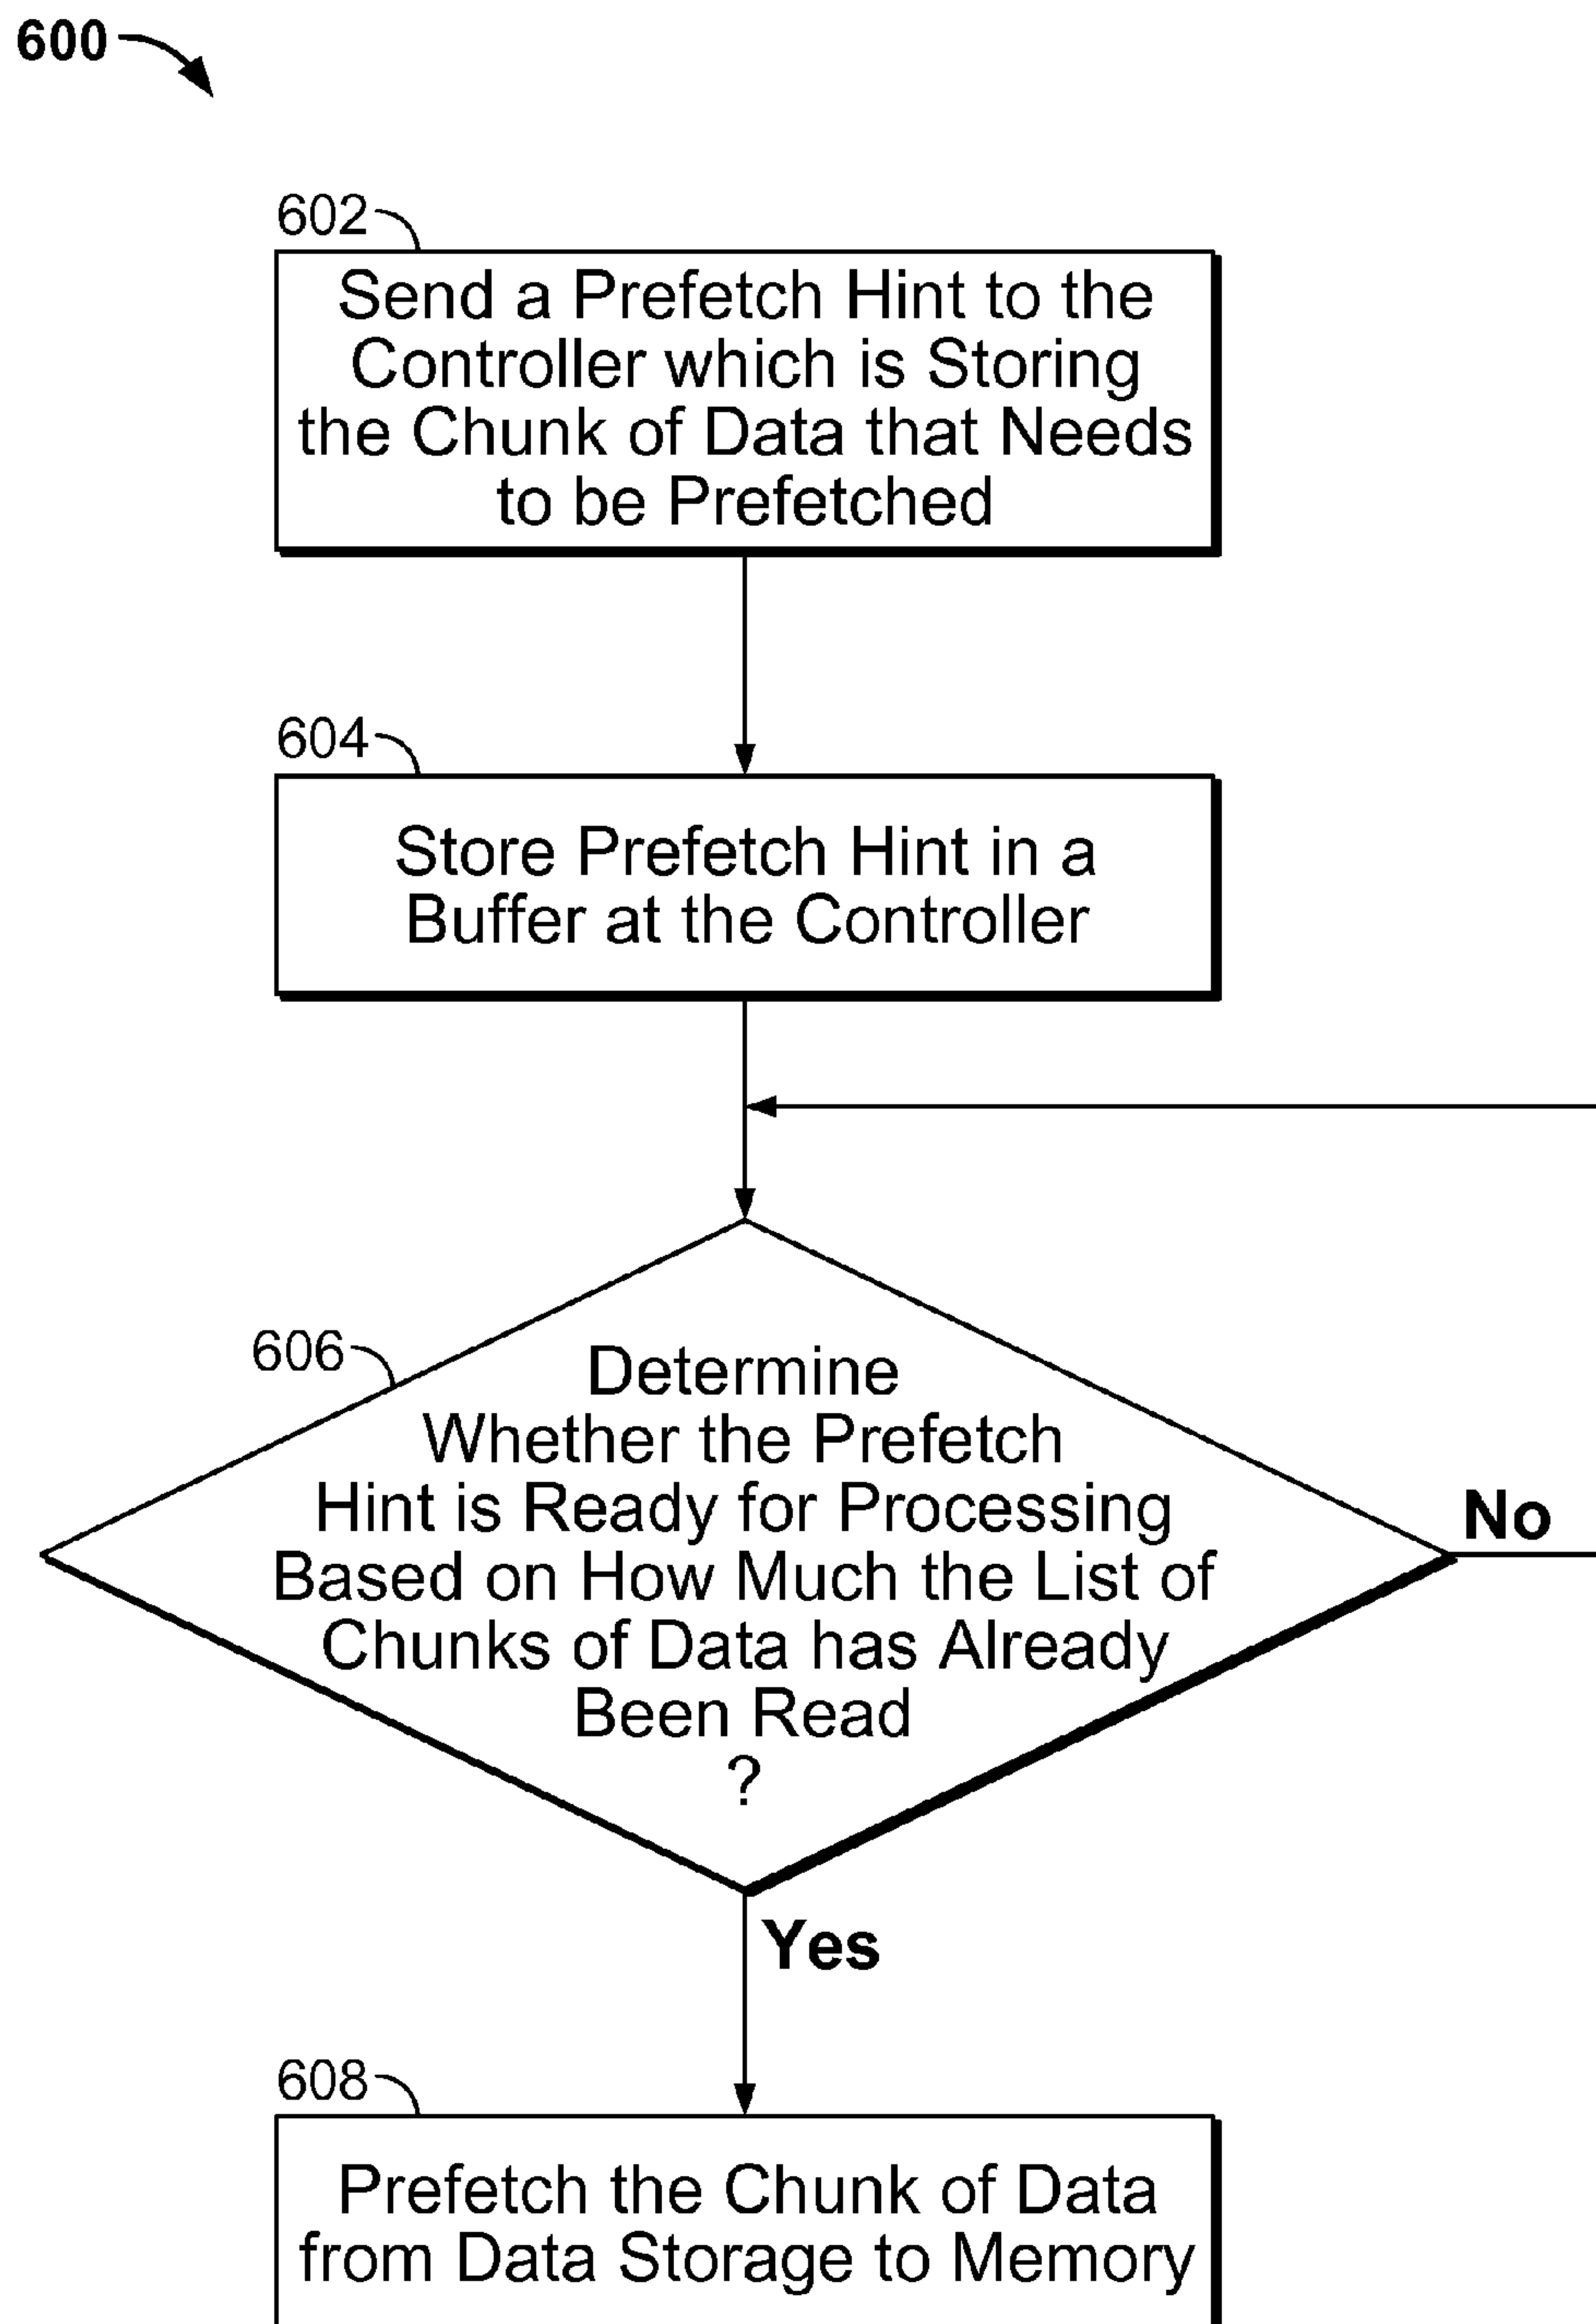 600
602
Send a Prefetch Hint to the
Controller which is Storing
the Chunk of Data that Needs
to be Prefetched
604
Store Prefetch Hint in a
Buffer at the Controller
606
Determine
Whether the Prefetch
Hint is Ready for Processing
Based on How Much the List of
Chunks of Data has Already
Been Read
?
No
Yes
608
Prefetch the Chunk of Data
from Data Storage to Memory